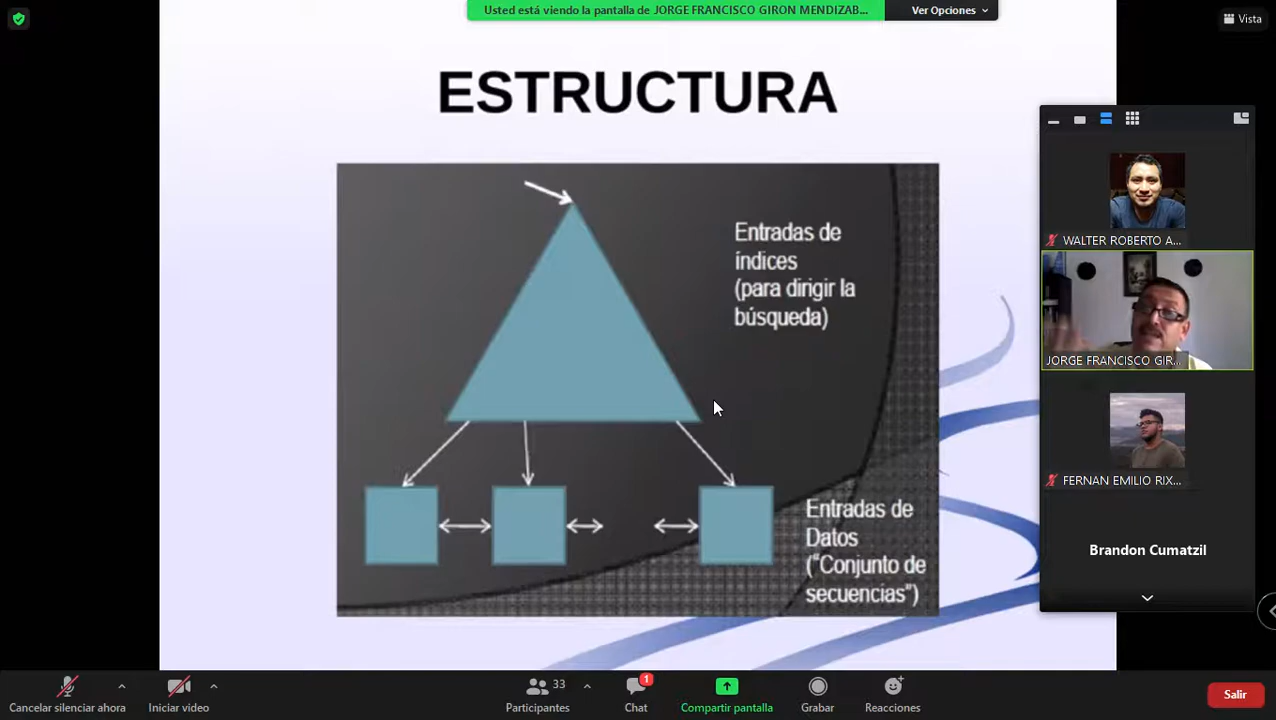 Usted está viendo la pantalla de JORGE FRANCISCO GIRON MENDIZAB...
Ver Opciones
Vista
ESTRUCTURA
Entradas de
índices
(para dirigir la
búsqueda)
Entradas de
Datos
(“Conjunto de
secuencias”)
WALTER ROBERTO A...
JORGE FRANCISCO GIR...
FERNAN EMILIO RIX...
Brandon Cumatzil
Cancelar silenciar ahora
Iniciar video
33
Participantes
1
Chat
Compartir pantalla
Grabar
Reacciones
Salir